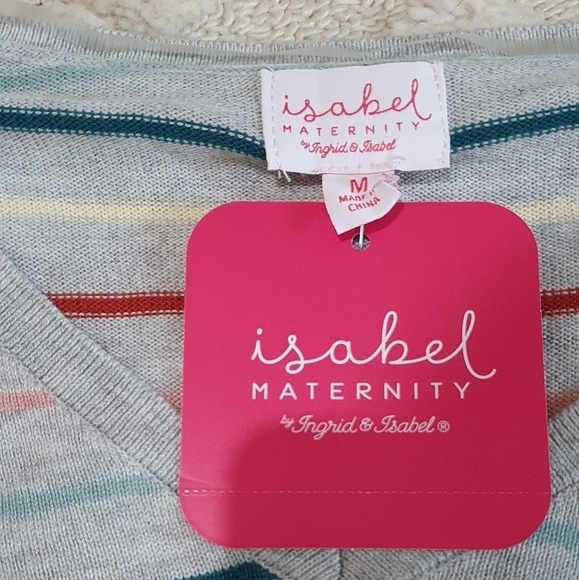 isabel
MATERNITY
by Ingrid & Isabel
M
MADE IN
CHINA
isabel
MATERNITY
by Ingrid & Isabel®